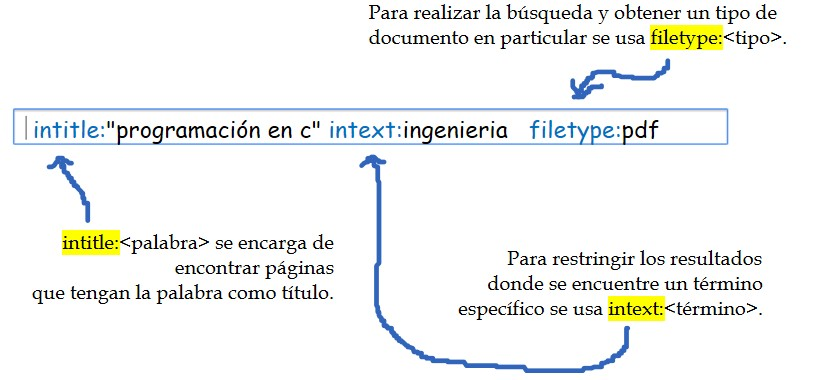 Para realizar la búsqueda y obtener un tipo de
documento en particular se usa filetype:<tipo>.
intitle:"programación en c" intext:ingenieria filetype:pdf
intitle:<palabra> se encarga de
encontrar páginas
que tengan la palabra como título.
Para restringir los resultados
donde se encuentre un término
específico se usa intext:<término>.